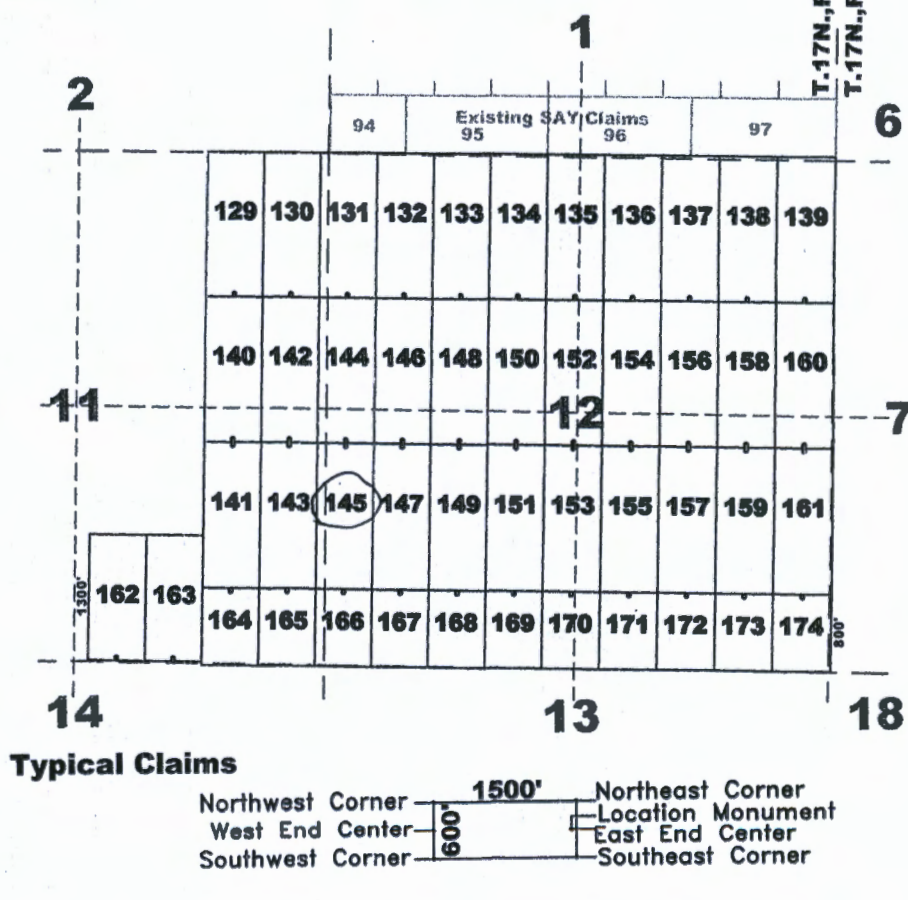 T.17N.,
T.17N.,
1
2
94 Existing SAY Claims 97
95 96
6
129 130 131 132 133 134 135 136 137 138 139
140 142 144 146 148 150 152 154 156 158 160
11 12 7
141 143 145 147 149 151 153 155 157 159 161
1300' 162 163
164 165 166 167 168 169 170 171 172 173 174 800'
14 13 18
Typical Claims
1500'
600'
Northwest Corner
West End Center
Southwest Corner
Northeast Corner
Location Monument
East End Center
Southeast Corner